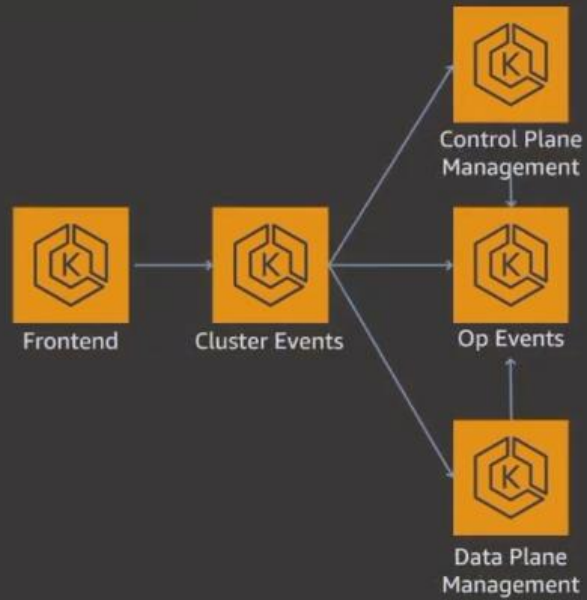 K
Control Plane
Management
K
K
K
Frontend
Cluster Events
Op Events
K
Data Plane
Management